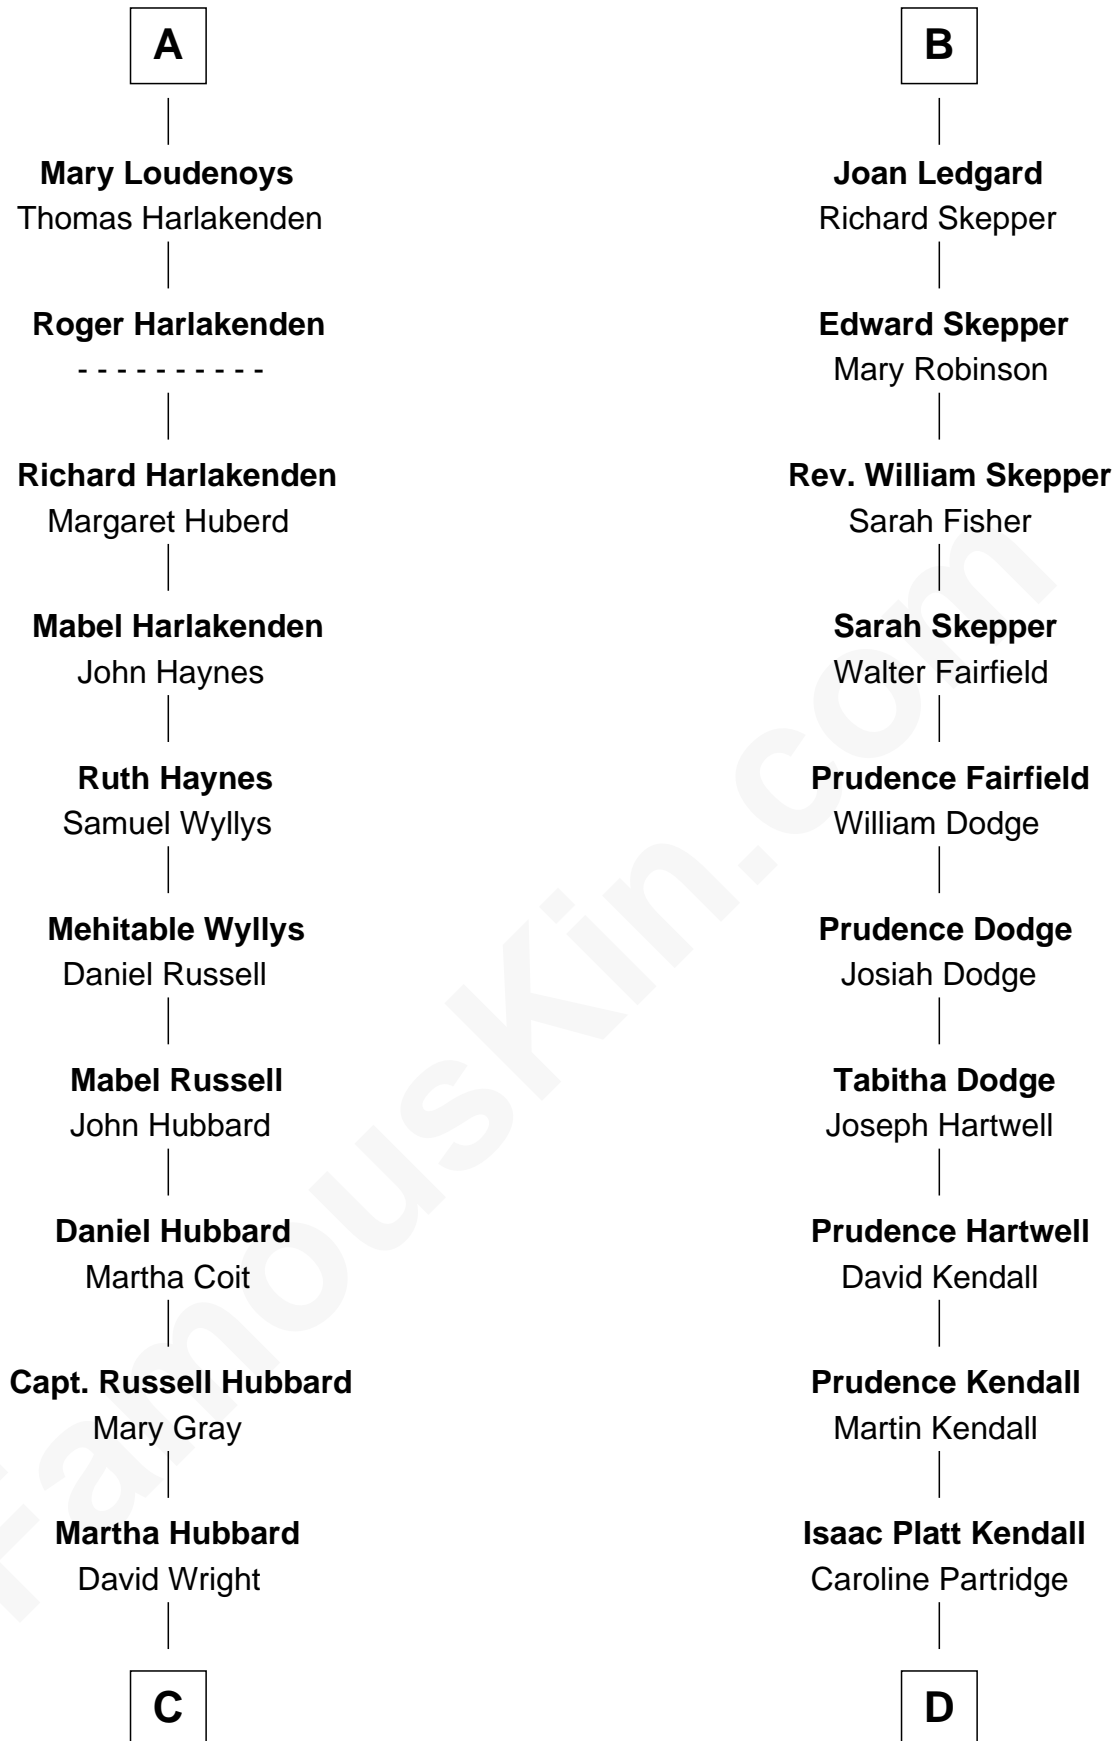 A
Mary Loudenoys
Thomas Harlakenden
Roger Harlakenden
- - - - - - - - - -
Richard Harlakenden
Margaret Huberd
Mabel Harlakenden
John Haynes
Ruth Haynes
Samuel Wyllys
Mehitable Wyllys
Daniel Russell
Mabel Russell
John Hubbard
Daniel Hubbard
Martha Coit
Capt. Russell Hubbard
Mary Gray
Martha Hubbard
David Wright
C
B
Joan Ledgard
Richard Skepper
Edward Skepper
Mary Robinson
Rev. William Skepper
Sarah Fisher
Sarah Skepper
Walter Fairfield
Prudence Fairfield
William Dodge
Prudence Dodge
Josiah Dodge
Tabitha Dodge
Joseph Hartwell
Prudence Hartwell
David Kendall
Prudence Kendall
Martin Kendall
Isaac Platt Kendall
Caroline Partridge
D
FamousKin.com